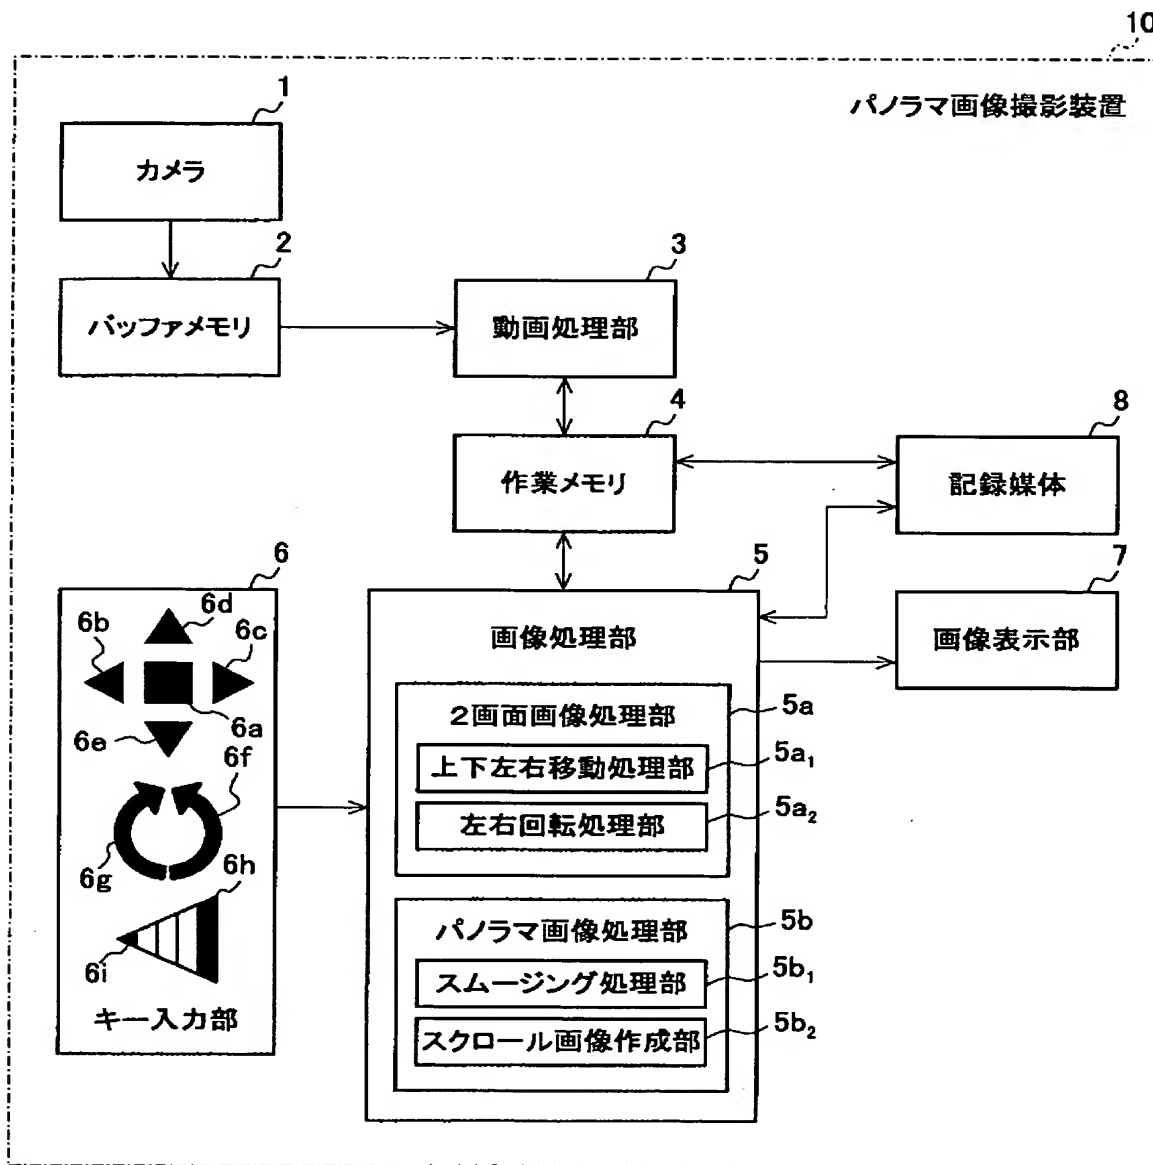 10
パノラマ画像撮影装置
1
カメラ
2
バッファメモリ
3
動画処理部
4
作業メモリ
8
記録媒体
6
6d
6b
6c
6a
6e
6f
6g
6h
6i
キー入力部
5
画像処理部
7
画像表示部
2画面画像処理部
5a
上下左右移動処理部
5a₁
左右回転処理部
5a₂
パノラマ画像処理部
5b
スムージング処理部
5b₁
スクロール画像作成部
5b₂